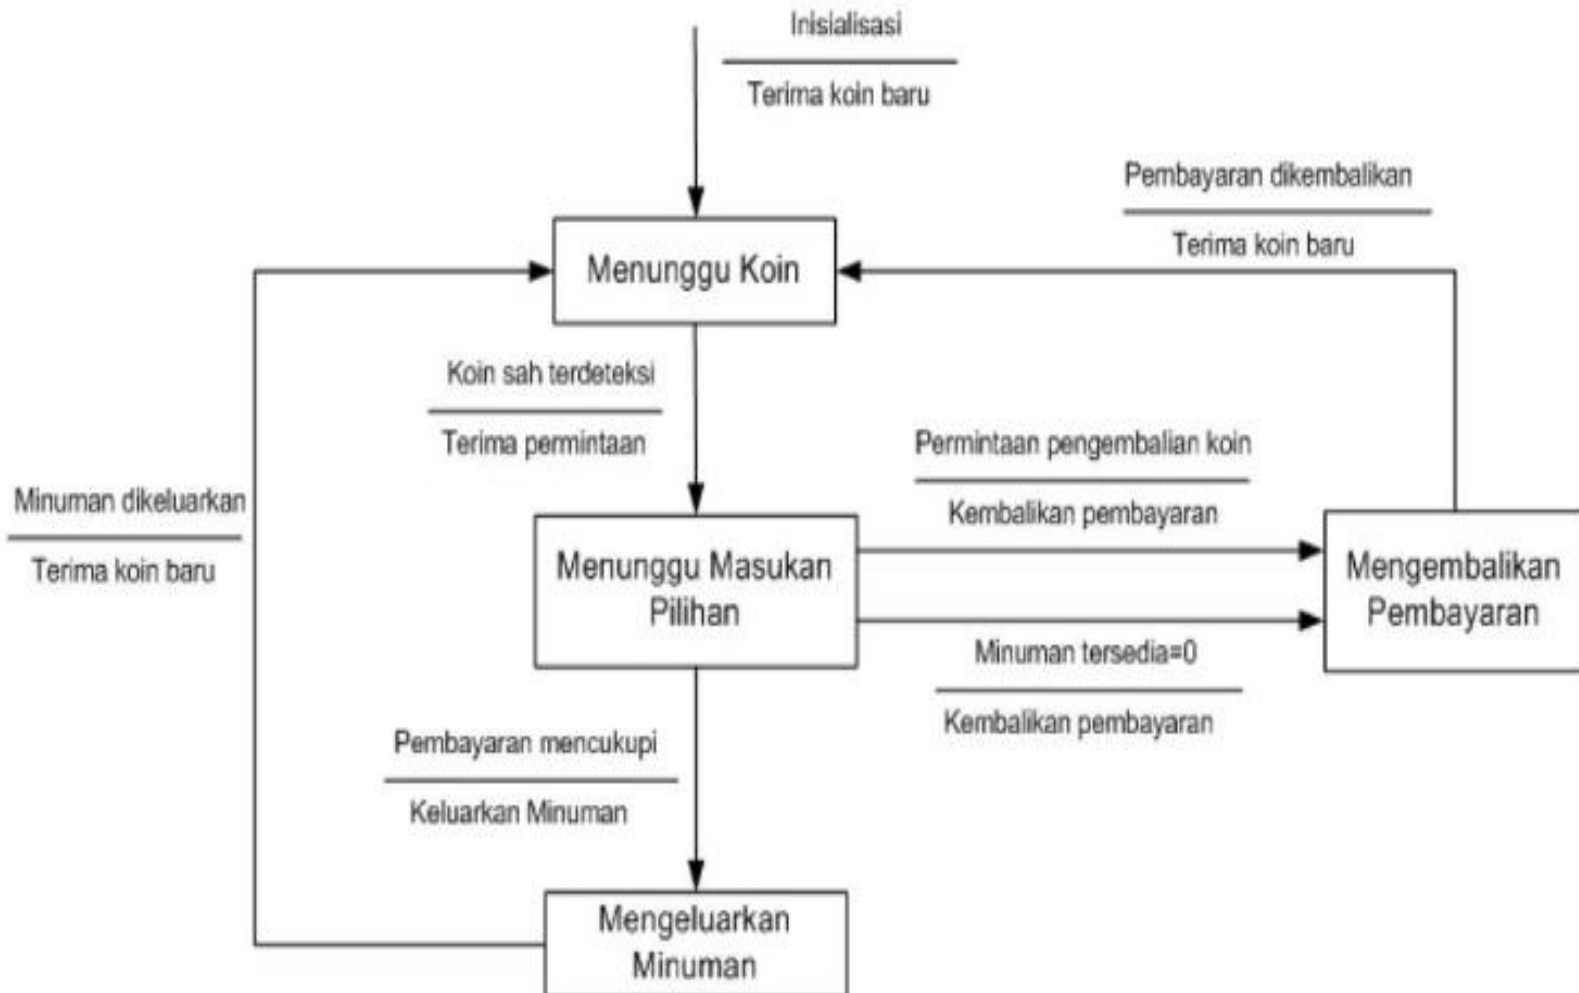 Inisialisasi
Terima koin baru
Pembayaran dikembalikan
Terima koin baru
Menunggu Koin
Koin sah terdeteksi
Terima permintaan
Permintaan pengembalian koin
Kembalikan pembayaran
Minuman dikeluarkan
Terima koin baru
Menunggu Masukan
Pilihan
Mengembalikan
Pembayaran
Minuman tersedia=0
Kembalikan pembayaran
Pembayaran mencukupi
Keluarkan Minuman
Mengeluarkan
Minuman